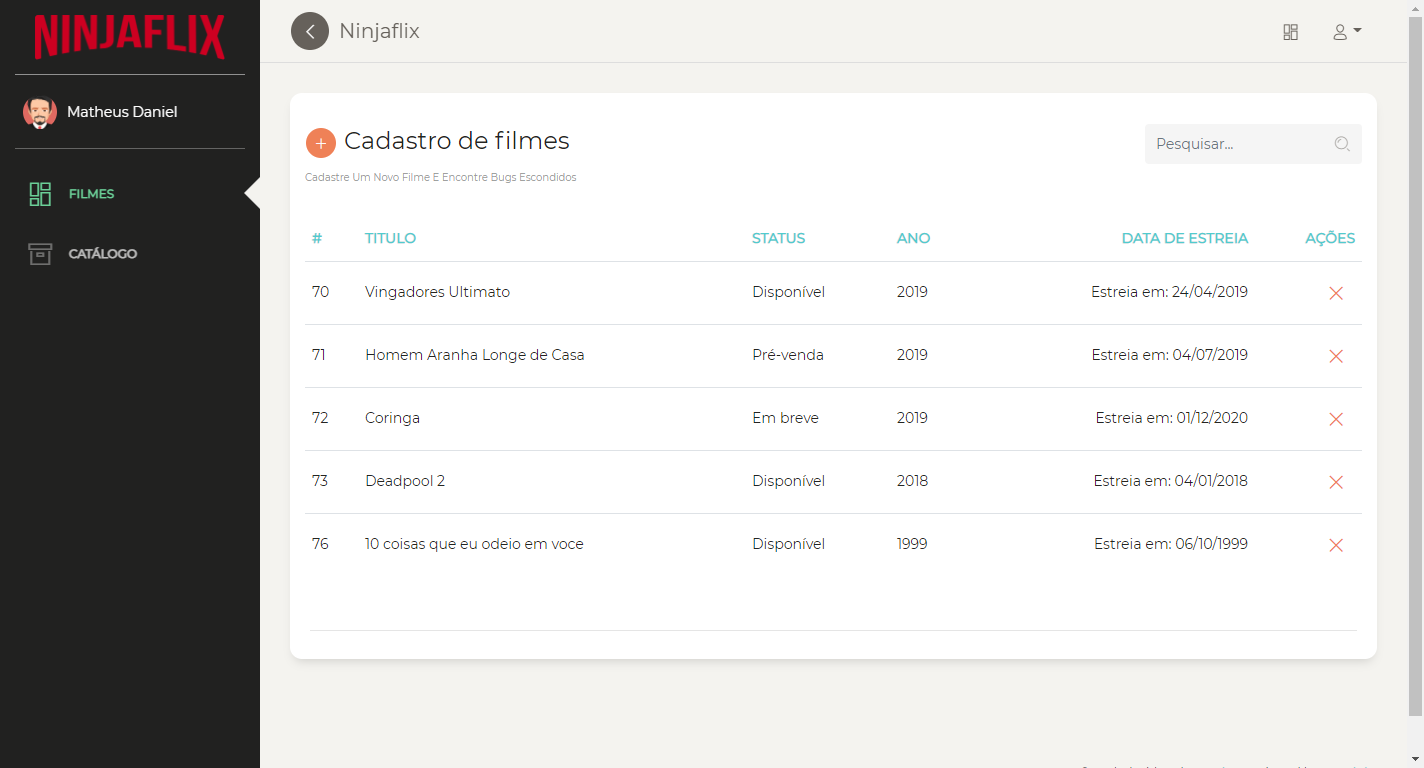 NINJAFLIX
Ninjaflix
Matheus Daniel
FILMES
CATÁLOGO
+ Cadastro de filmes
Pesquisar...
Cadastre Um Novo Filme E Encontre Bugs Escondidos
# TITULO STATUS ANO DATA DE ESTREIA AÇÕES
70 Vingadores Ultimato Disponível 2019 Estreia em: 24/04/2019
71 Homem Aranha Longe de Casa Pré-venda 2019 Estreia em: 04/07/2019
72 Coringa Em breve 2019 Estreia em: 01/12/2020
73 Deadpool 2 Disponível 2018 Estreia em: 04/01/2018
76 10 coisas que eu odeio em voce Disponível 1999 Estreia em: 06/10/1999